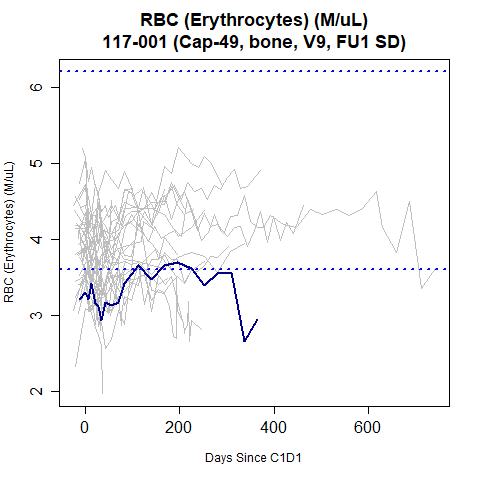 RBC (Erythrocytes) (M/uL)
117-001 (Cap-49, bone, V9, FU1 SD)
RBC (Erythrocytes) (M/uL)
6
5
4
3
2
0 200 400 600
Days Since C1D1